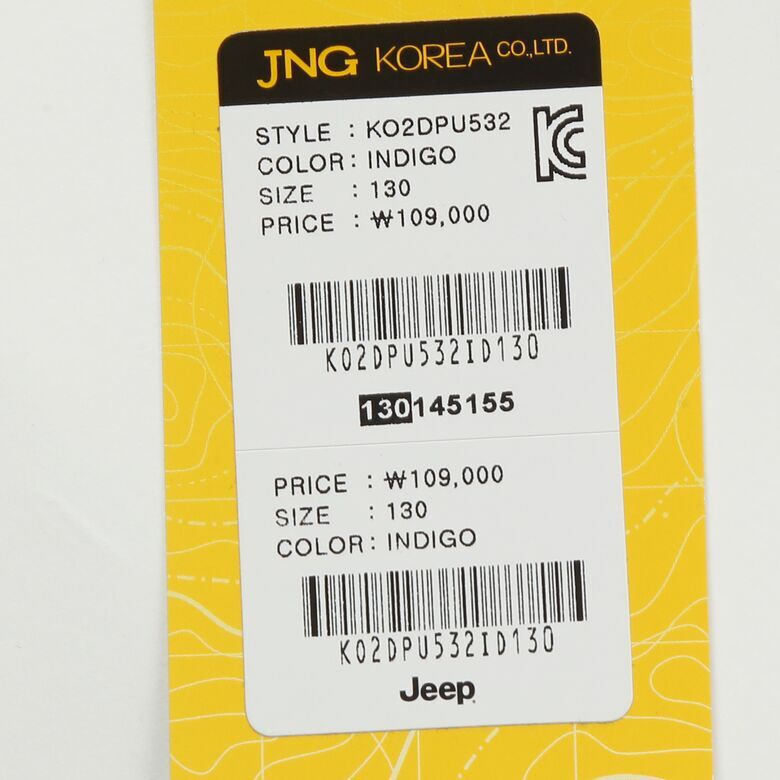 JNG KOREA CO.,LTD.
STYLE : KO2DPU532
COLOR : INDIGO
SIZE : 130
PRICE : ₩109,000
KC
KO2DPU532ID130
130145155
PRICE : ₩109,000
SIZE : 130
COLOR : INDIGO
KO2DPU532ID130
Jeep